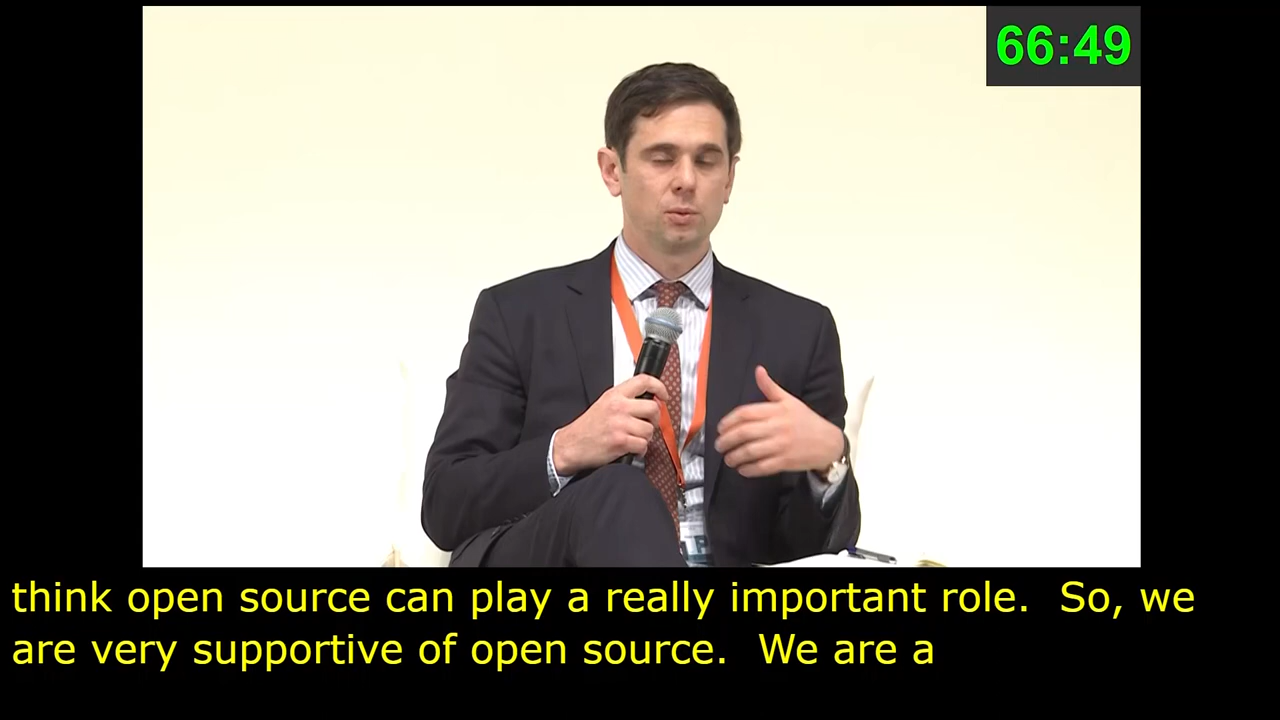 66:49
think open source can play a really important role.  So, we
are very supportive of open source.  We are a